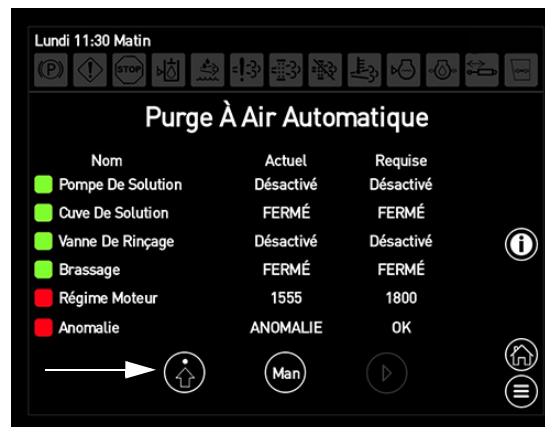 Lundi 11:30 Matin
P STOP
Purge À Air Automatique
Nom Actuel Requise
Pompe De Solution Désactivé Désactivé
Cuve De Solution FERMÉ FERMÉ
Vanne De Rinçage Désactivé Désactivé
Brassage FERMÉ FERMÉ
Régime Moteur 1555 1800
Anomalie ANOMALIE OK
Man